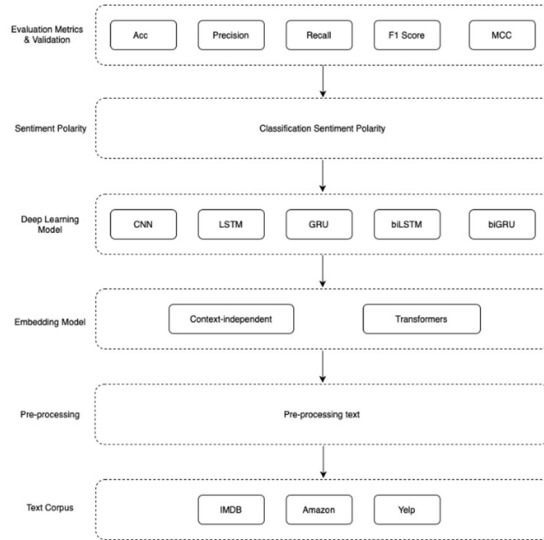 Evaluation Metrics
& Validation
Acc
Precision
Recall
F1 Score
MCC
Sentiment Polarity
Classification Sentiment Polarity
Deep Learning
Model
CNN
LSTM
GRU
biLSTM
biGRU
Embedding Model
Context-independent
Transformers
Pre-processing
Pre-processing text
Text Corpus
IMDB
Amazon
Yelp